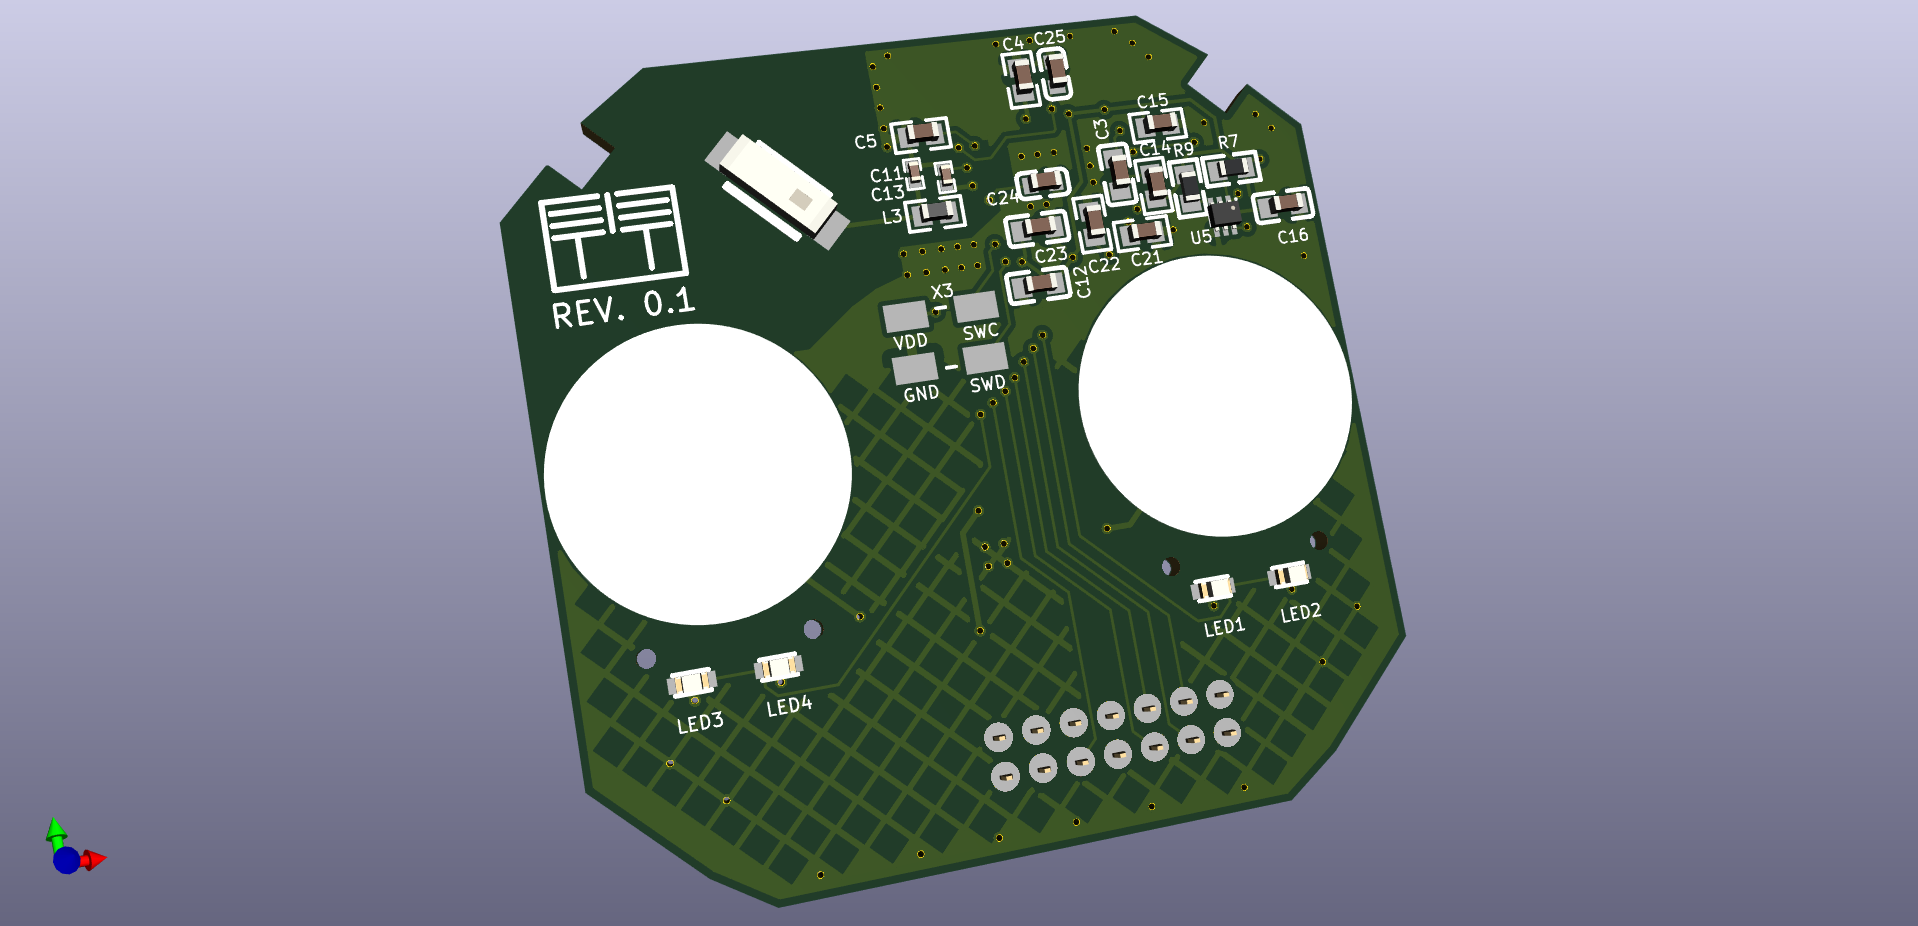 C4 C25
C15
C5
C3
C14 R9 R7
C11
C13
C24
L3
U5
C16
C23
C22 C21
C12
X3
REV. 0.1
VDD
SWC
GND
SWD
LED1
LED2
LED3
LED4